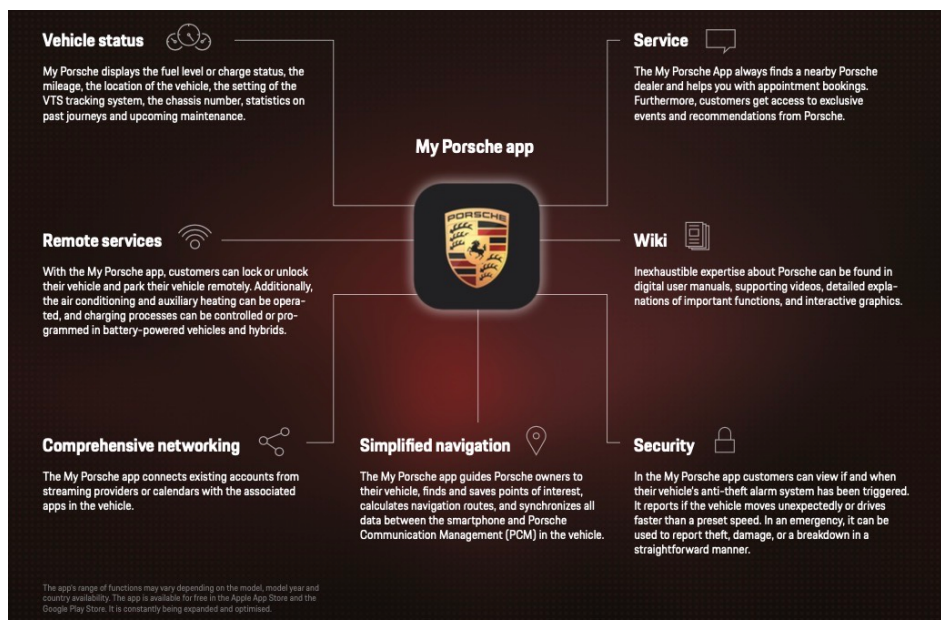 Vehicle status
My Porsche displays the fuel level or charge status, the
mileage, the location of the vehicle, the setting of the
VTS tracking system, the chassis number, statistics on
past journeys and upcoming maintenance.
Service
The My Porsche App always finds a nearby Porsche
dealer and helps you with appointment bookings.
Furthermore, customers get access to exclusive
events and recommendations from Porsche.
My Porsche app
PORSCHE
Remote services
With the My Porsche app, customers can lock or unlock
their vehicle and park their vehicle remotely. Additionally,
the air conditioning and auxiliary heating can be opera-
ted, and charging processes can be controlled or pro-
grammed in battery-powered vehicles and hybrids.
Wiki
Inexhaustible expertise about Porsche can be found in
digital user manuals, supporting videos, detailed expla-
nations of important functions, and interactive graphics.
Comprehensive networking
The My Porsche app connects existing accounts from
streaming providers or calendars with the associated
apps in the vehicle.
Simplified navigation
The My Porsche app guides Porsche owners to
their vehicle, finds and saves points of interest,
calculates navigation routes, and synchronizes all
data between the smartphone and Porsche
Communication Management (PCM) in the vehicle.
Security
In the My Porsche app customers can view if and when
their vehicle's anti-theft alarm system has been triggered.
It reports if the vehicle moves unexpectedly or drives
faster than a preset speed. In an emergency, it can be
used to report theft, damage, or a breakdown in a
straightforward manner.
The app's range of functions may vary depending on the model, model year and
country availability. The app is available for free in the Apple App Store and the
Google Play Store. It is constantly being expanded and optimised.